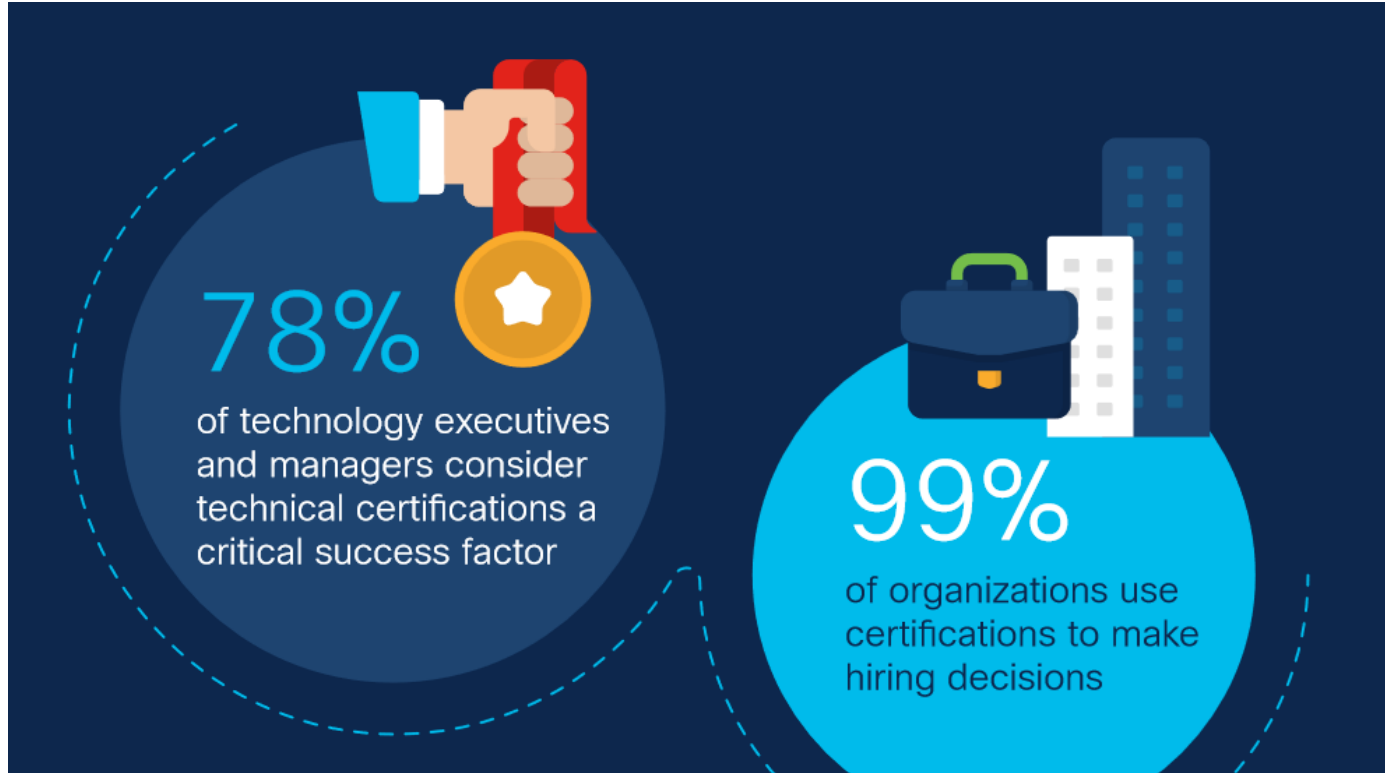 78%
of technology executives
and managers consider
technical certifications a
critical success factor
99%
of organizations use
certifications to make
hiring decisions